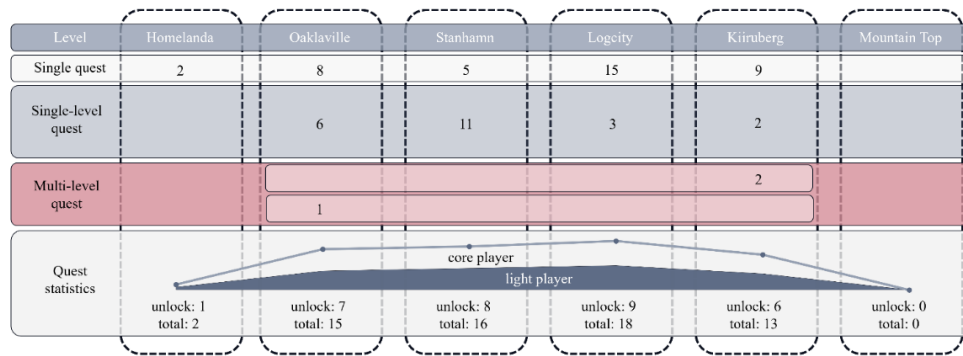 Level Homelanda Oaklaville Stanhamn Logcity Kiiruberg Mountain Top
Single quest 2 8 5 15 9
Single-level
quest
6 11 3 2
Multi-level
quest
2
1
Quest
statistics
core player
light player
unlock: 1 unlock: 7 unlock: 8 unlock: 9 unlock: 6 unlock: 0
total: 2 total: 15 total: 16 total: 18 total: 13 total: 0